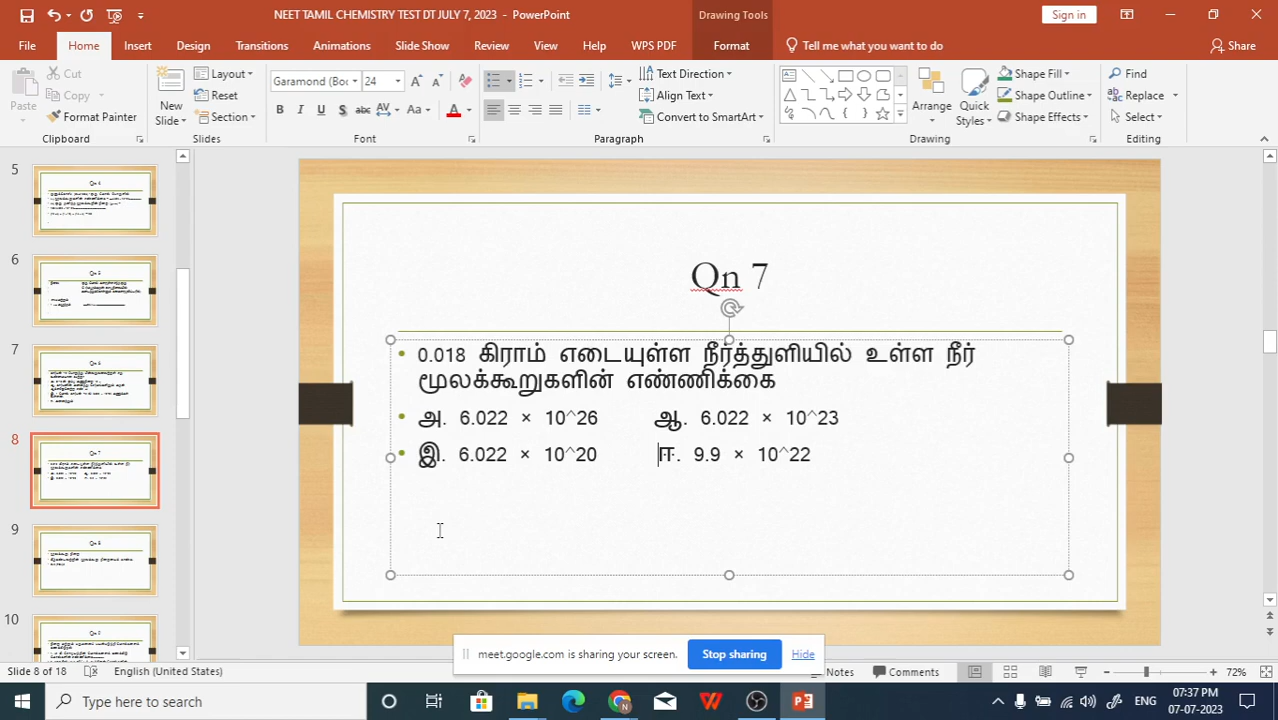 NEET TAMIL CHEMISTRY TEST DT JULY 7, 2023 - PowerPoint
Drawing Tools
Sign in
File Home Insert Design Transitions Animations Slide Show Review View Help WPS PDF Format Tell me what you want to do Share
Cut
Copy
Format Painter
Paste
Clipboard
New Slide
Layout
Reset
Section
Slides
Garamond (Boc 24
Font
Paragraph
Text Direction
Align Text
Convert to SmartArt
Arrange
Quick Styles
Shape Fill
Shape Outline
Shape Effects
Drawing
Find
Replace
Select
Editing
5
6
7
8
9
10
Qn 7
• 0.018 கிராம் எடையுள்ள நீர்த்துளியில் உள்ள நீர்
மூலக்கூறுகளின் எண்ணிக்கை
• அ. 6.022 × 10^26 ஆ. 6.022 × 10^23
• இ. 6.022 × 10^20 ஈ. 9.9 × 10^22
meet.google.com is sharing your screen. Stop sharing Hide
Slide 8 of 18 English (United States) Notes Comments 72%
Type here to search
ENG
07:37 PM
07-07-2023